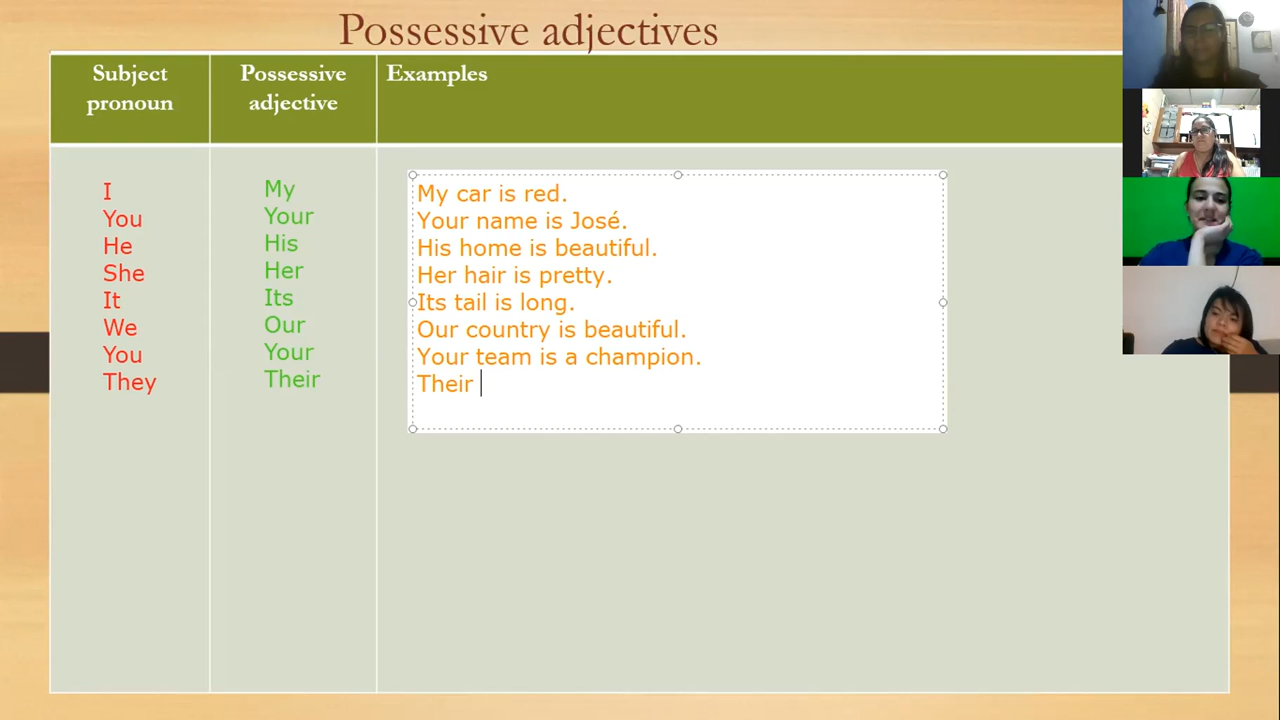 Possessive adjectives
Subject pronoun
Possessive adjective
Examples
I
You
He
She
It
We
You
They
My
Your
His
Her
Its
Our
Your
Their
My car is red.
Your name is José.
His home is beautiful.
Her hair is pretty.
Its tail is long.
Our country is beautiful.
Your team is a champion.
Their